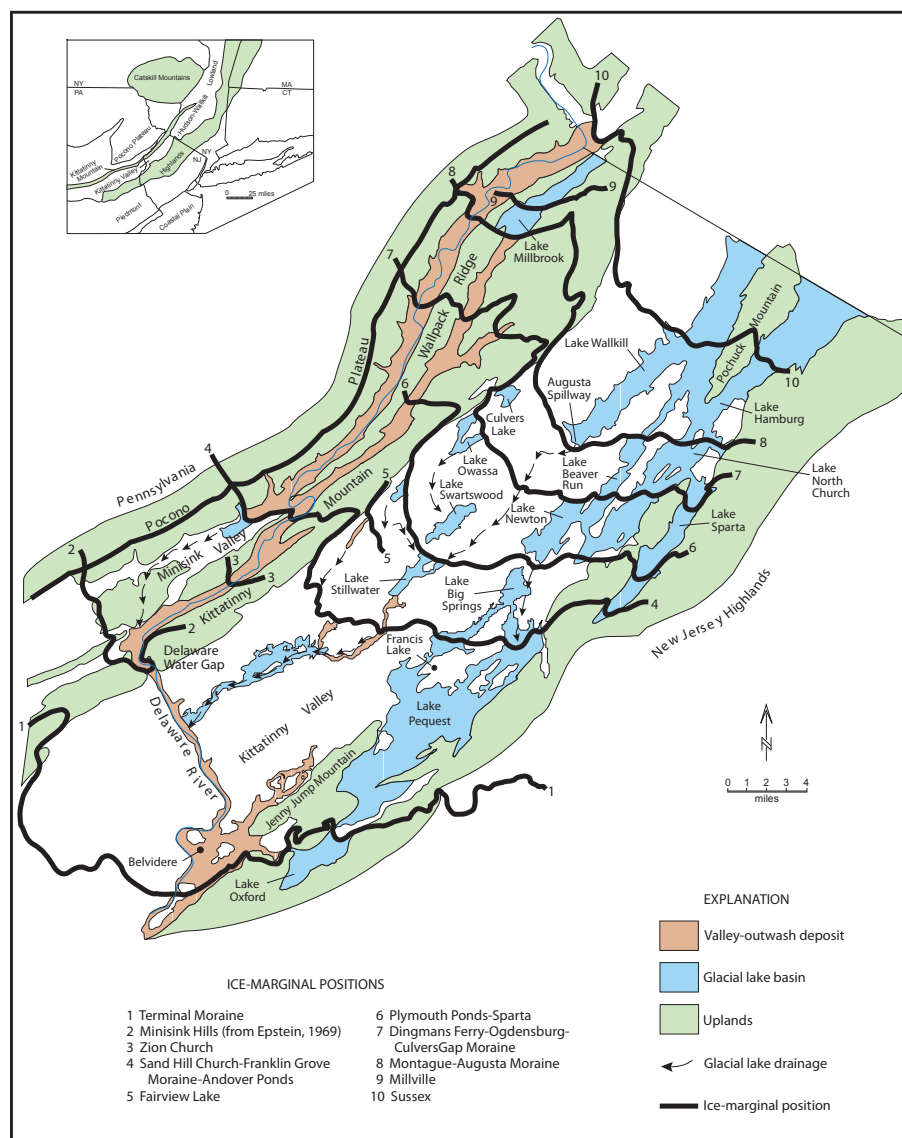 NY
PA
Catskill Mountains
Lowland
Hudson-Wallkill
MA
CT
Pocono Plateau
Kittatinny
Mountain
Kittatinny Valley
Highlands
NY
NJ
Piedmont
Coastal Plain
0 25 miles
10
8
9
9
Lake
Millbrook
7
Ridge
Wallpack
Plateau
6
Lake Wallkill
Pochuck Mountain
10
Augusta
Spillway
Culvers
Lake
Lake
Hamburg
8
4
Pennsylvania
Pocono
5
Lake
Owassa
Lake
Swartswood
Lake
Beaver
Run
7
Lake
North
Church
Mountain
Lake
Newton
Lake
Sparta
2
Minisink Valley
3
3
5
6
Kittatinny
Lake
Stillwater
Lake
Big
Springs
4
New Jersey Highlands
2
Delaware
Water Gap
Francis
Lake
1
Delaware River
Kittatinny Valley
Lake
Pequest
N
0 1 2 3 4
miles
Jenny Jump Mountain
1
Belvidere
Lake
Oxford
EXPLANATION
Valley-outwash deposit
Glacial lake basin
Uplands
Glacial lake drainage
Ice-marginal position
ICE-MARGINAL POSITIONS
1 Terminal Moraine
2 Minisink Hills (from Epstein, 1969)
3 Zion Church
4 Sand Hill Church-Franklin Grove
Moraine-Andover Ponds
5 Fairview Lake
6 Plymouth Ponds-Sparta
7 Dingmans Ferry-Ogdensburg-
CulversGap Moraine
8 Montague-Augusta Moraine
9 Millville
10 Sussex